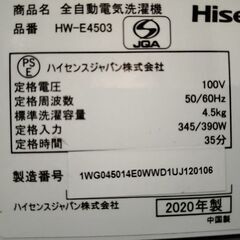 商品名 全自動電気洗濯機
品番 HW-E4503
Hise
S
JQA
PS
E
ハイセンスジャパン株式会社
定格電圧 100V
定格周波数 50/60Hz
標準洗濯容量 4.5kg
定格入力 345/390W
定格時間 35分
製造番号 1WG045014E0WWD1UJ120106
ハイセンスジャパン株式会社
2020年製
中国製